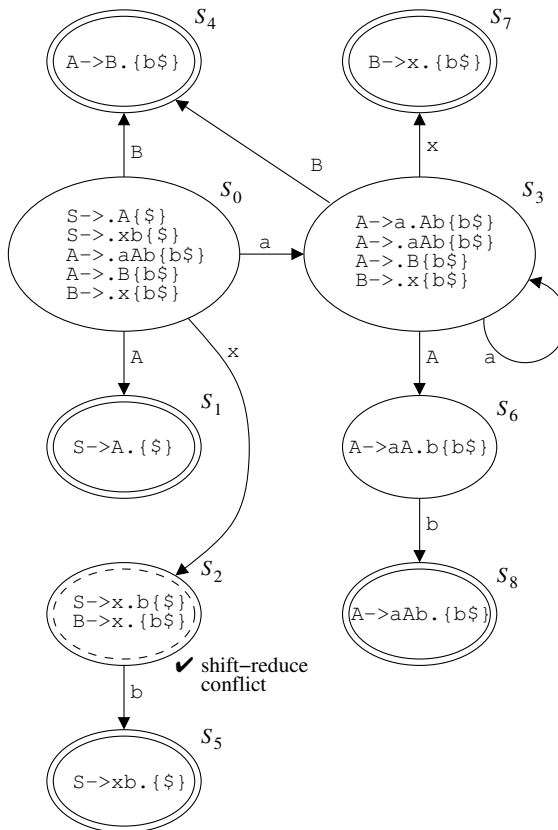 S4
S7
A->B.{b$}
B->x.{b$}
B
B
x
S0
S3
S->.A{$}
S->.xb{$}
A->.aAb{b$}
A->.B{b$}
B->.x{b$}
a
A->a.Ab{b$}
A->.aAb{b$}
A->.B{b$}
B->.x{b$}
A
x
A
a
S1
S6
S->A.{$}
A->aA.b{b$}
b
S2
S8
S->x.b{$}
B->x.{b$}
A->aAb.{b$}
✔ shift–reduce
conflict
b
S5
S->xb.{$}